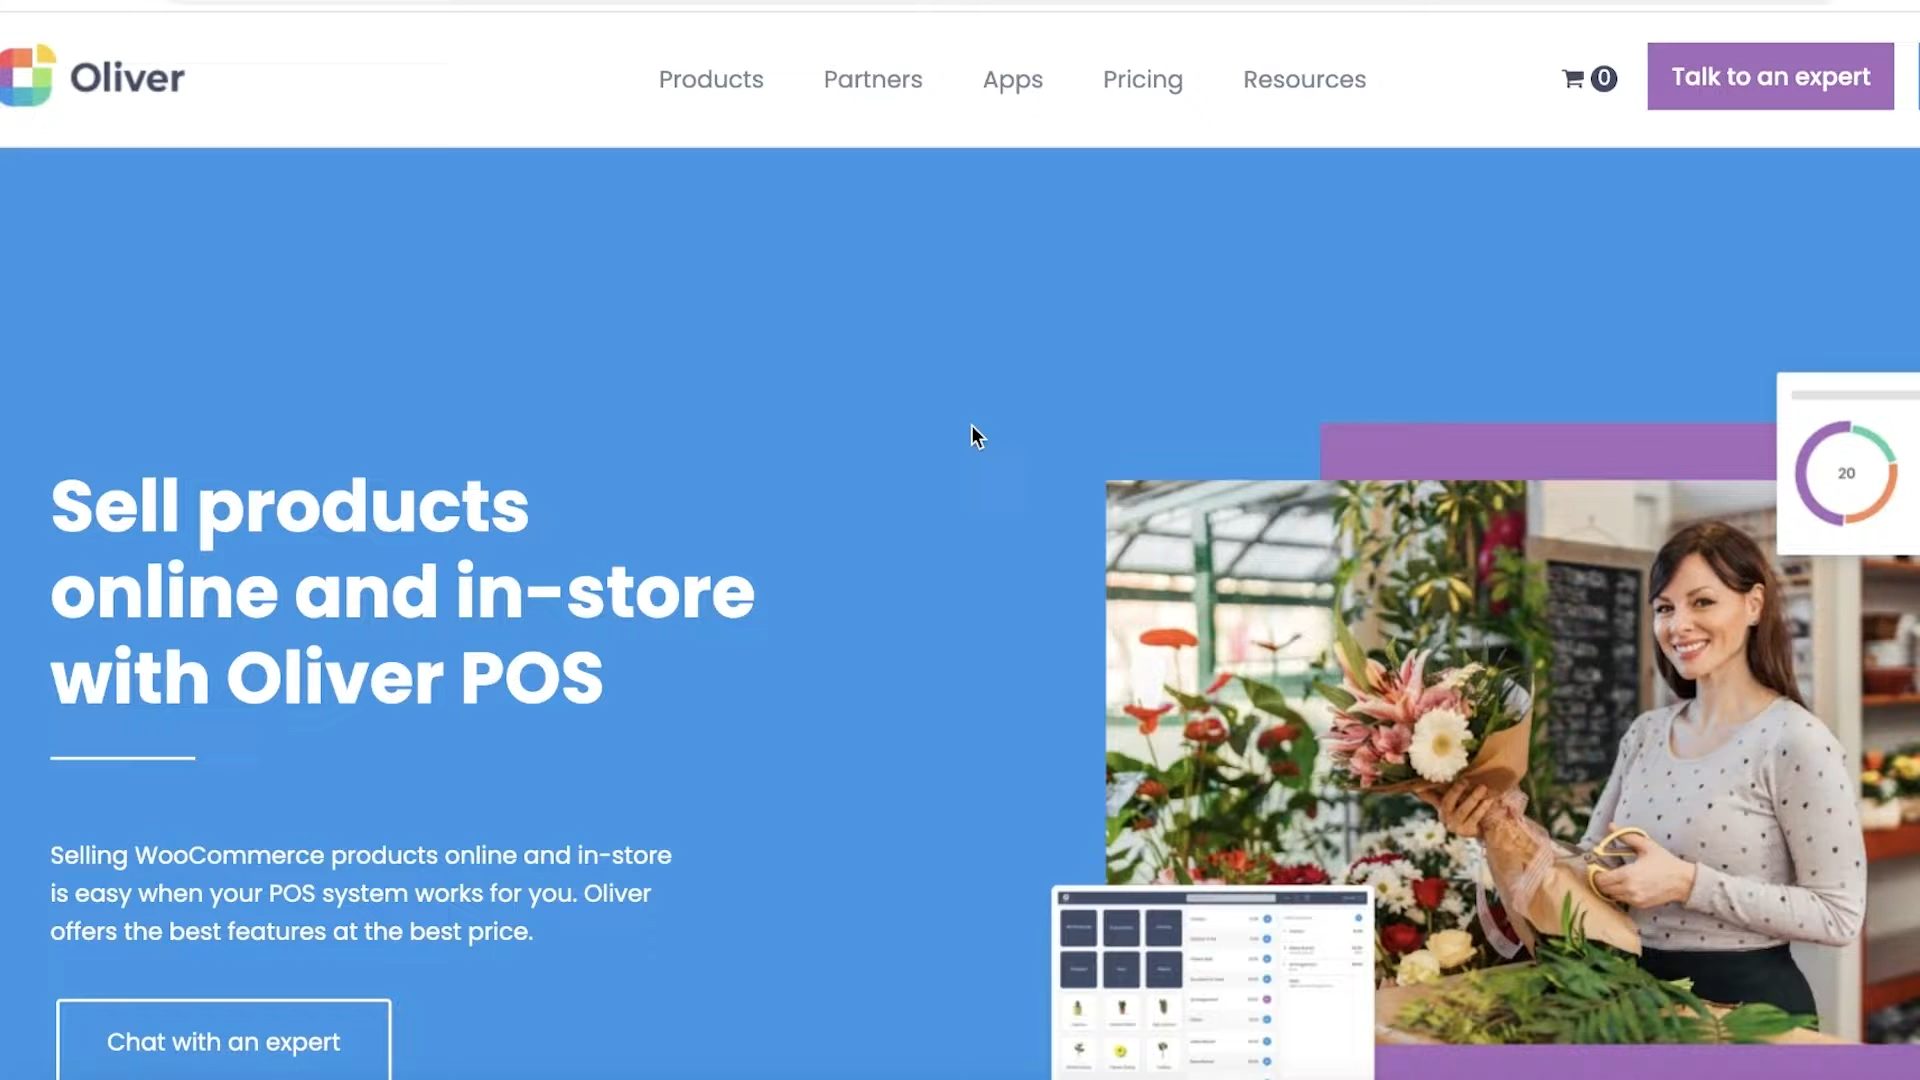 Oliver
Products
Partners
Apps
Pricing
Resources
0
Talk to an expert
20
Sell products
online and in-store
with Oliver POS
Selling WooCommerce products online and in-store
is easy when your POS system works for you. Oliver
offers the best features at the best price.
Chat with an expert